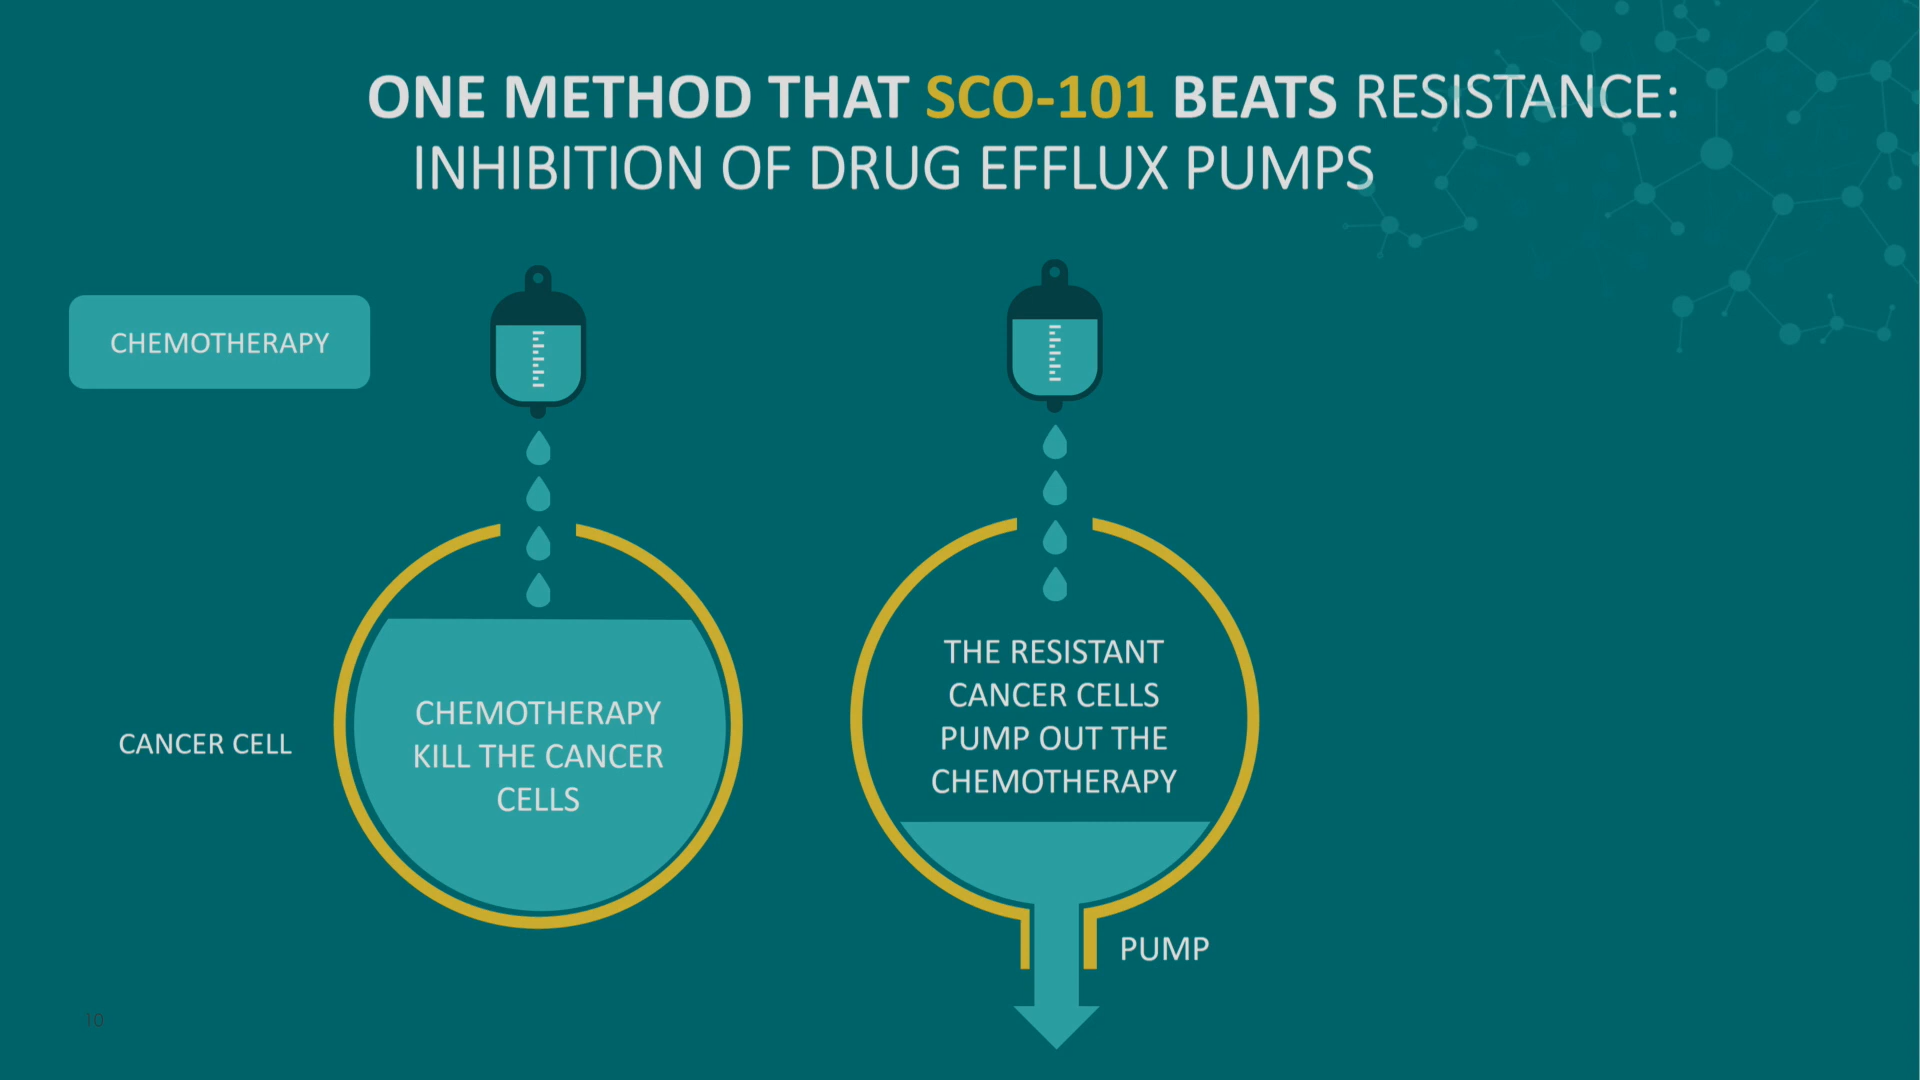 ONE METHOD THAT SCO-101 BEATS RESISTANCE:
INHIBITION OF DRUG EFFLUX PUMPS
CHEMOTHERAPY
CANCER CELL
CHEMOTHERAPY
KILL THE CANCER
CELLS
THE RESISTANT
CANCER CELLS
PUMP OUT THE
CHEMOTHERAPY
PUMP
10